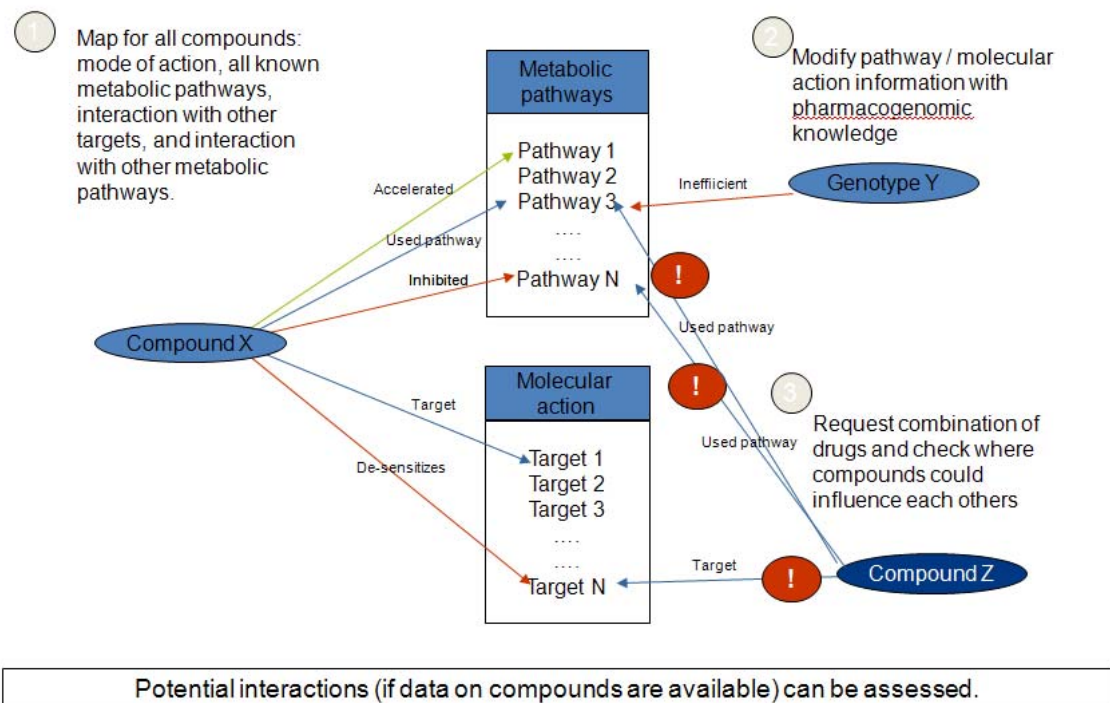 1
Map for all compounds:
mode of action, all known
metabolic pathways,
interaction with other
targets, and interaction
with other metabolic
pathways.
Metabolic
pathways
Pathway 1
Pathway 2
Pathway 3
....
....
Pathway N
2
Modify pathway / molecular
action information with
pharmacogenomic
knowledge
Accelerated
Used pathway
Inhibited
Ineffiicient
Genotype Y
!
Used pathway
Compound X
Molecular
action
Target 1
Target 2
Target 3
....
....
Target N
Target
De-sensitizes
!
Used pathway
3
Request combination of
drugs and check where
compounds could
influence each others
Target
!
Compound Z
Potential interactions (if data on compounds are available) can be assessed.